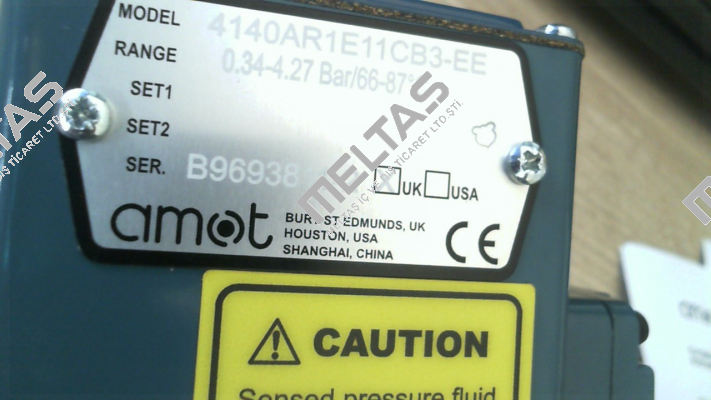 MODEL 4140AR1E11CB3-EE
RANGE 0.34-4.27 Bar/66-87°
SET1
SET2
SER. B96938
UK USA
amot
BURY ST EDMUNDS, UK
HOUSTON, USA
SHANGHAI, CHINA
CE
CAUTION
Sensed pressure fluid
MELTAS
MELTAS
MELTAS